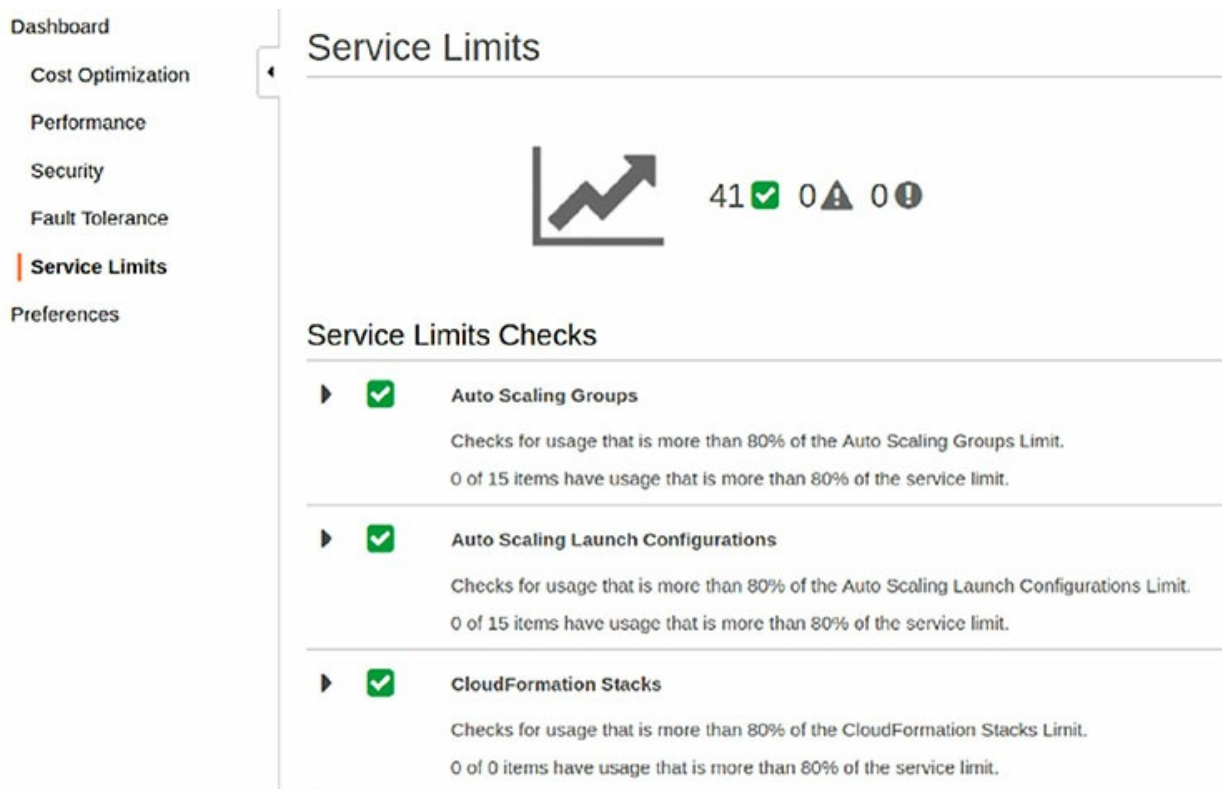 Dashboard
Cost Optimization
Performance
Security
Fault Tolerance
Service Limits
Preferences
Service Limits
41 0 0
Service Limits Checks
Auto Scaling Groups
Checks for usage that is more than 80% of the Auto Scaling Groups Limit.
0 of 15 items have usage that is more than 80% of the service limit.
Auto Scaling Launch Configurations
Checks for usage that is more than 80% of the Auto Scaling Launch Configurations Limit.
0 of 15 items have usage that is more than 80% of the service limit.
CloudFormation Stacks
Checks for usage that is more than 80% of the CloudFormation Stacks Limit.
0 of 0 items have usage that is more than 80% of the service limit.